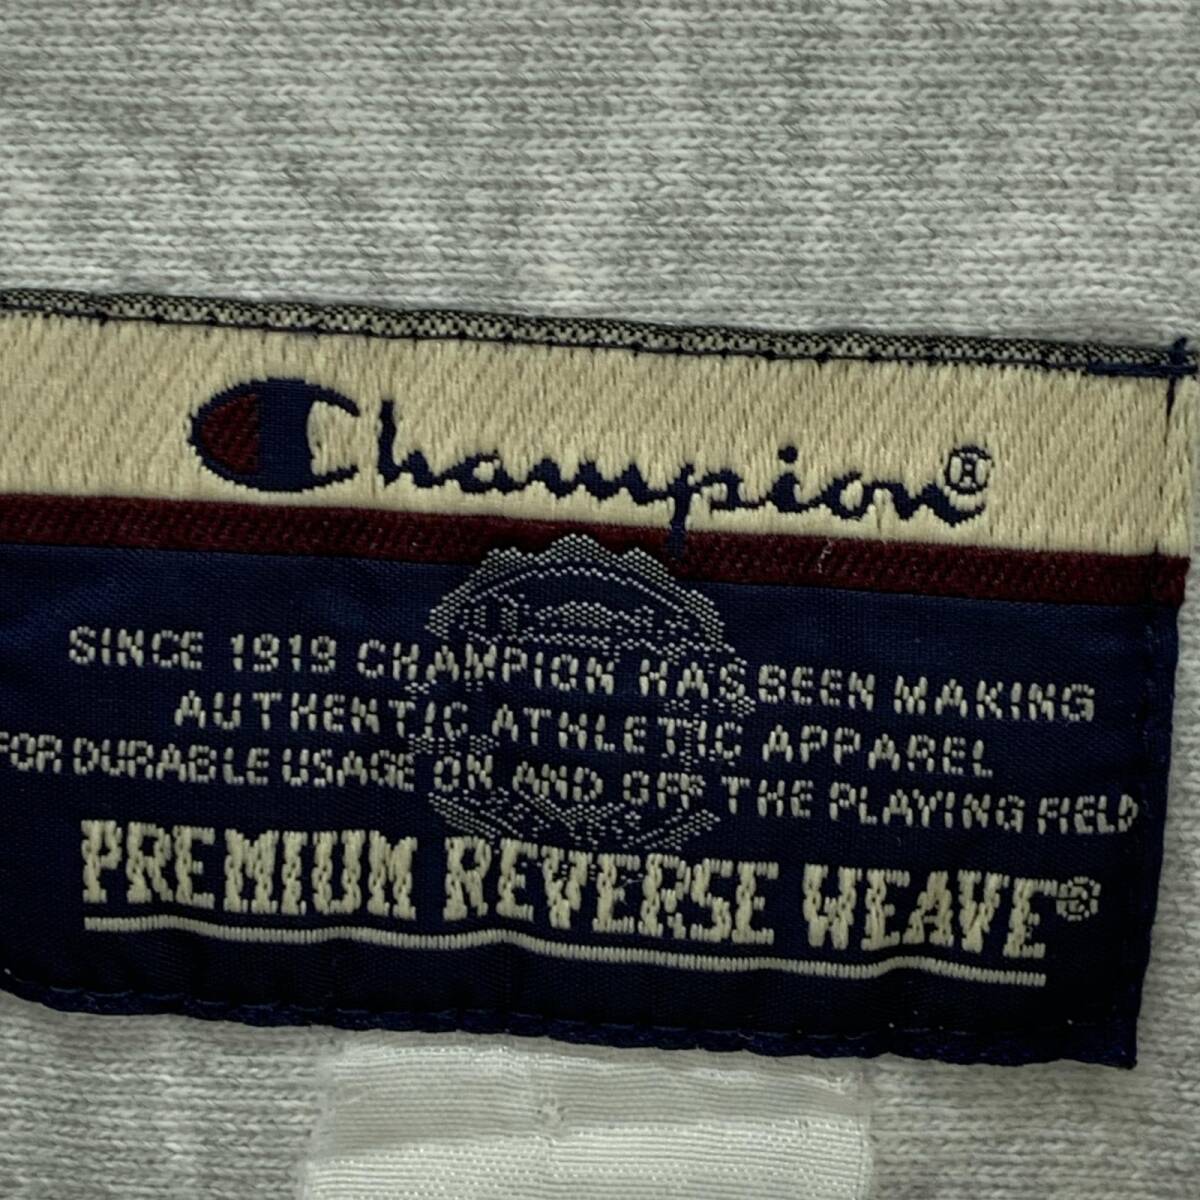 Champion®
SINCE 1919 CHAMPION HAS BEEN MAKING
AUTHENTIC ATHLETIC APPAREL
FOR DURABLE USAGE ON AND OFF THE PLAYING FIELD
PREMIUM REVERSE WEAVE®